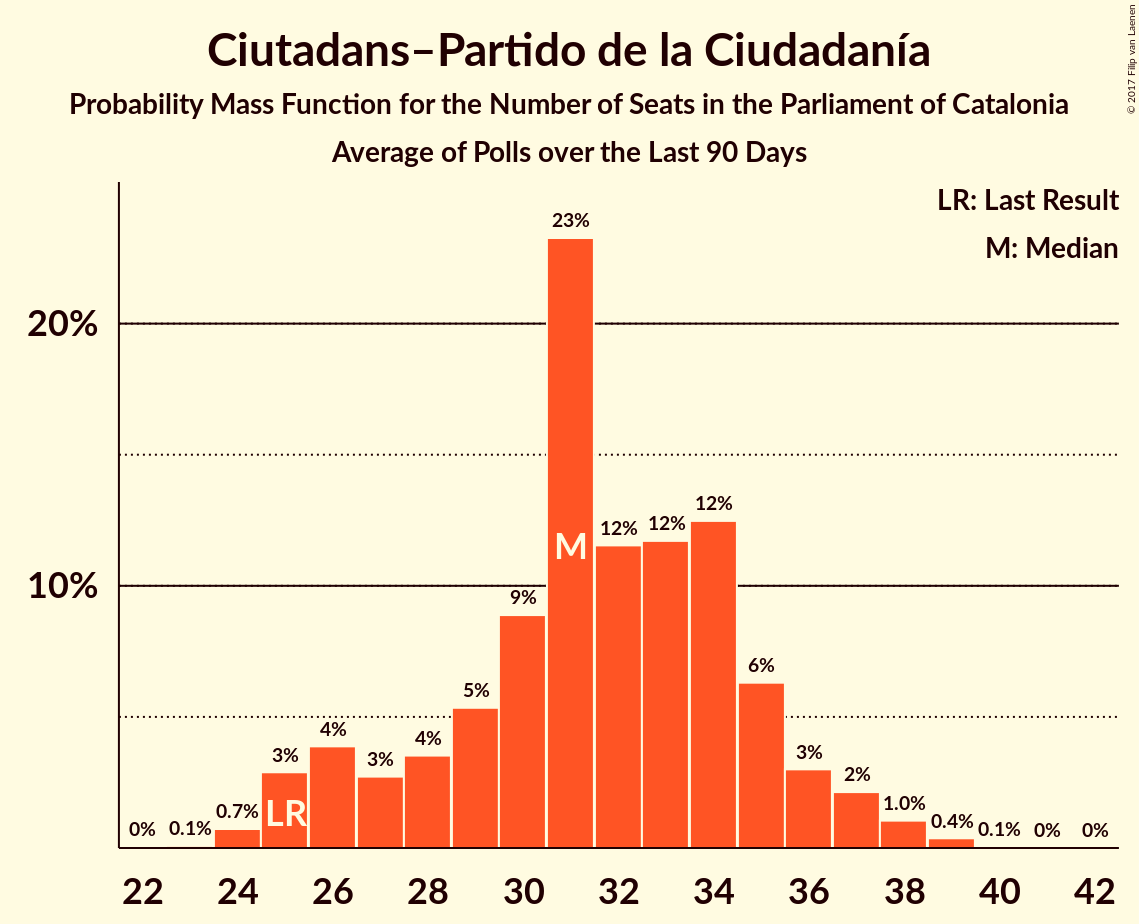 Ciutadans–Partido de la Ciudadanía
Probability Mass Function for the Number of Seats in the Parliament of Catalonia
Average of Polls over the Last 90 Days
© 2017 Filip van Laenen
LR: Last Result
M: Median
20%
10%
0% 0.1% 0.7% 3% 4% 3% 4% 5% 9% 23% 12% 12% 12% 6% 3% 2% 1.0% 0.4% 0.1% 0% 0%
LR
M
22 24 26 28 30 32 34 36 38 40 42